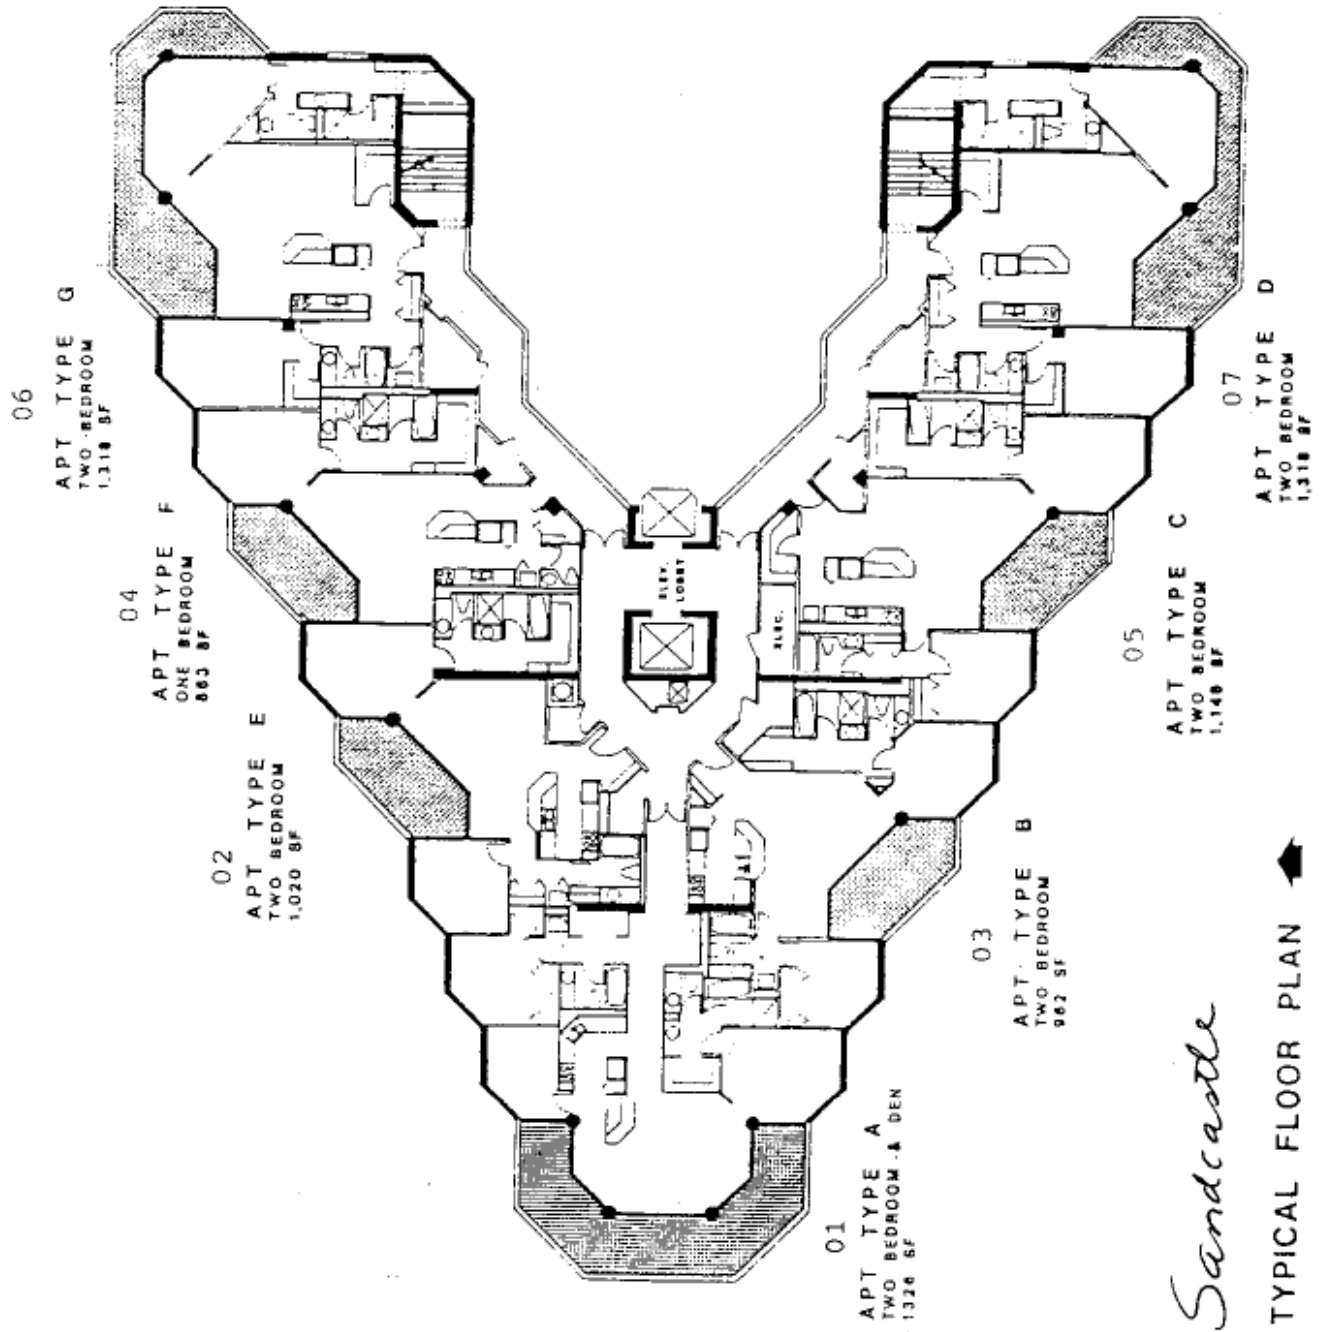 06
APT TYPE G
TWO BEDROOM
1,318 SF
04
APT TYPE F
ONE BEDROOM
863 SF
02
APT TYPE E
TWO BEDROOM
1,020 SF
ELEV.
LOBBY
ELEC.
01
APT TYPE A
TWO BEDROOM & DEN
1326 SF
03
APT TYPE B
TWO BEDROOM
962 SF
05
APT TYPE C
TWO BEDROOM
1,148 SF
07
APT TYPE D
TWO BEDROOM
1,318 SF
Sandcastle
TYPICAL FLOOR PLAN